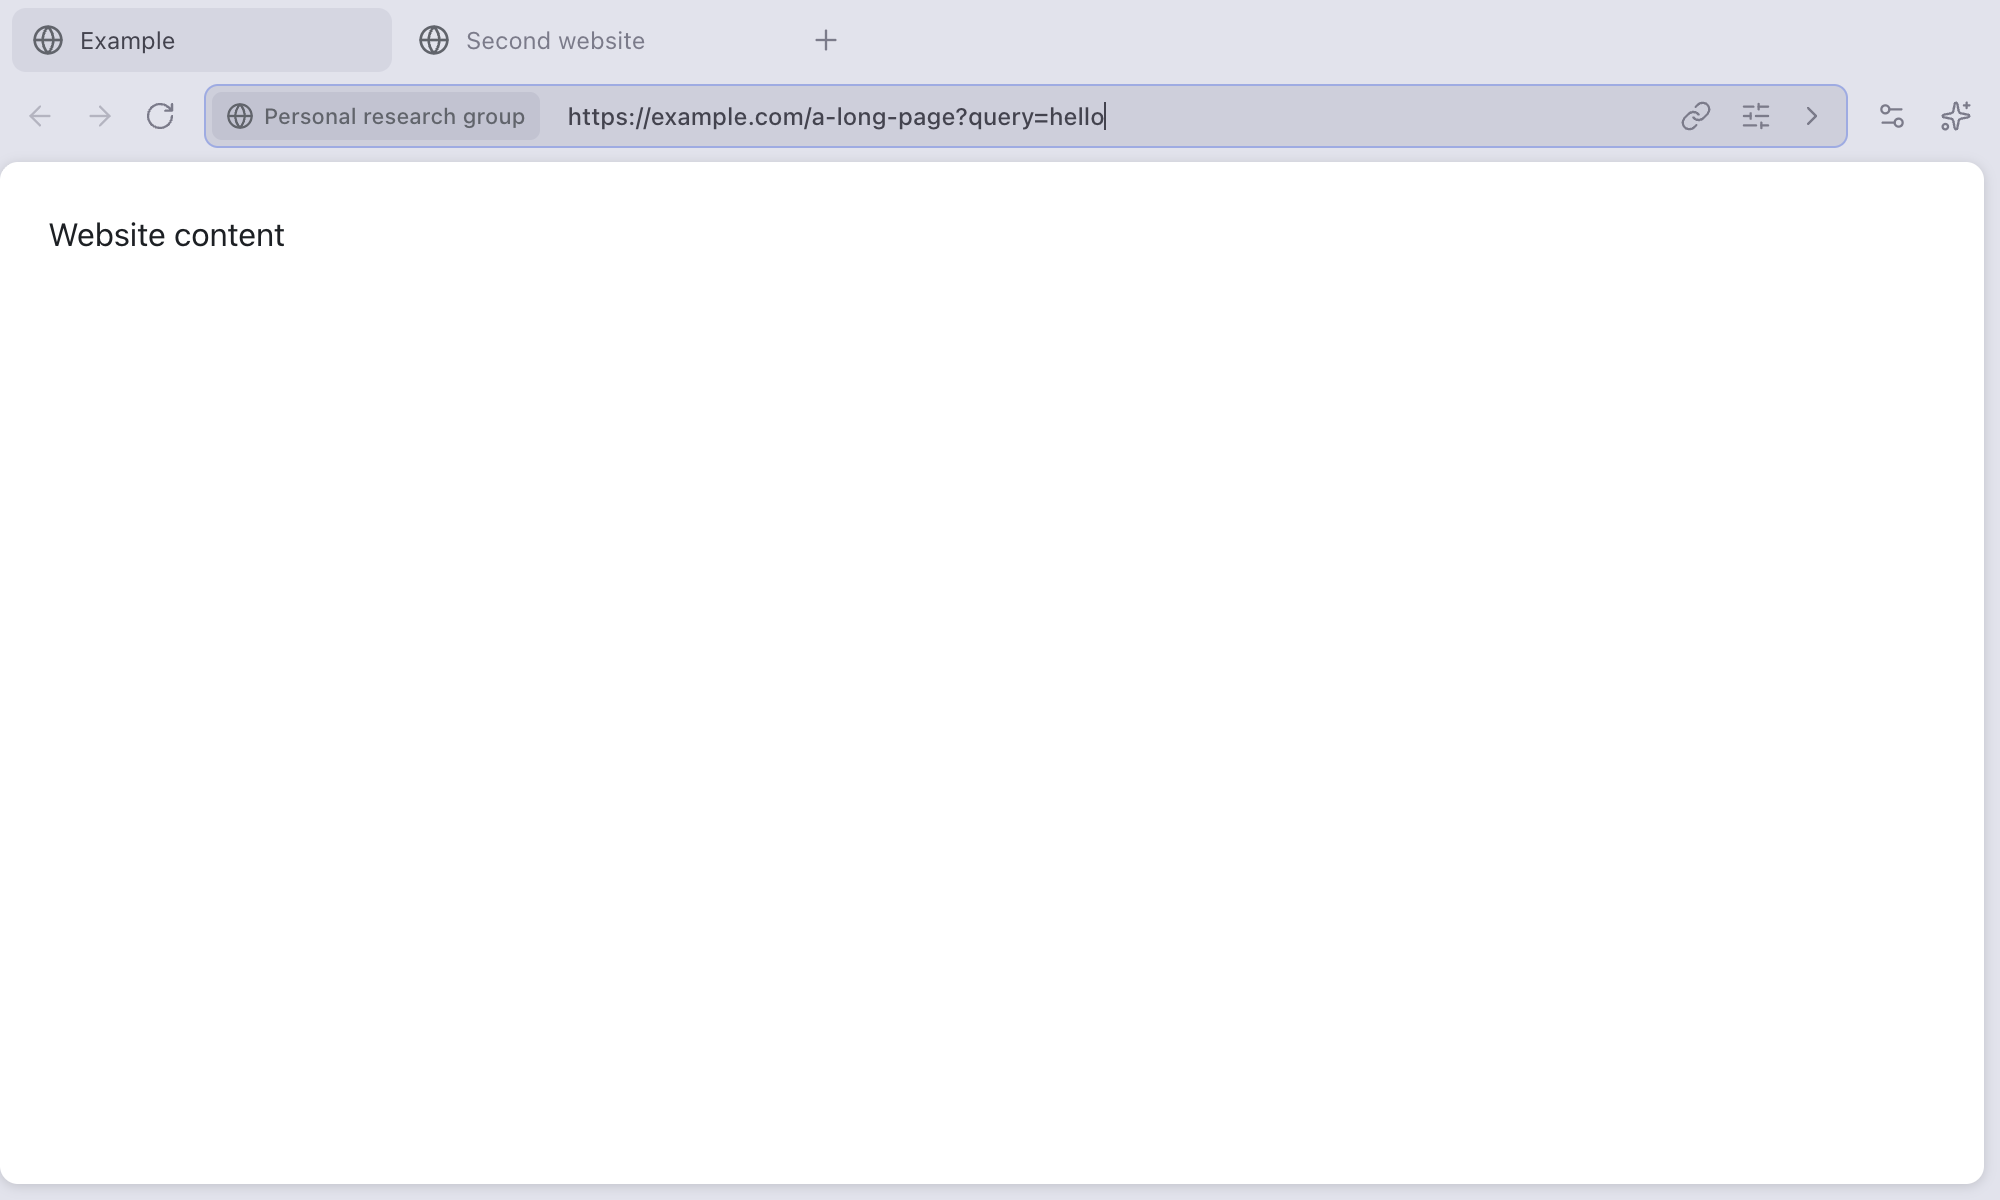 Example
Second website
Personal research group
https://example.com/a-long-page?query=hello
Website content